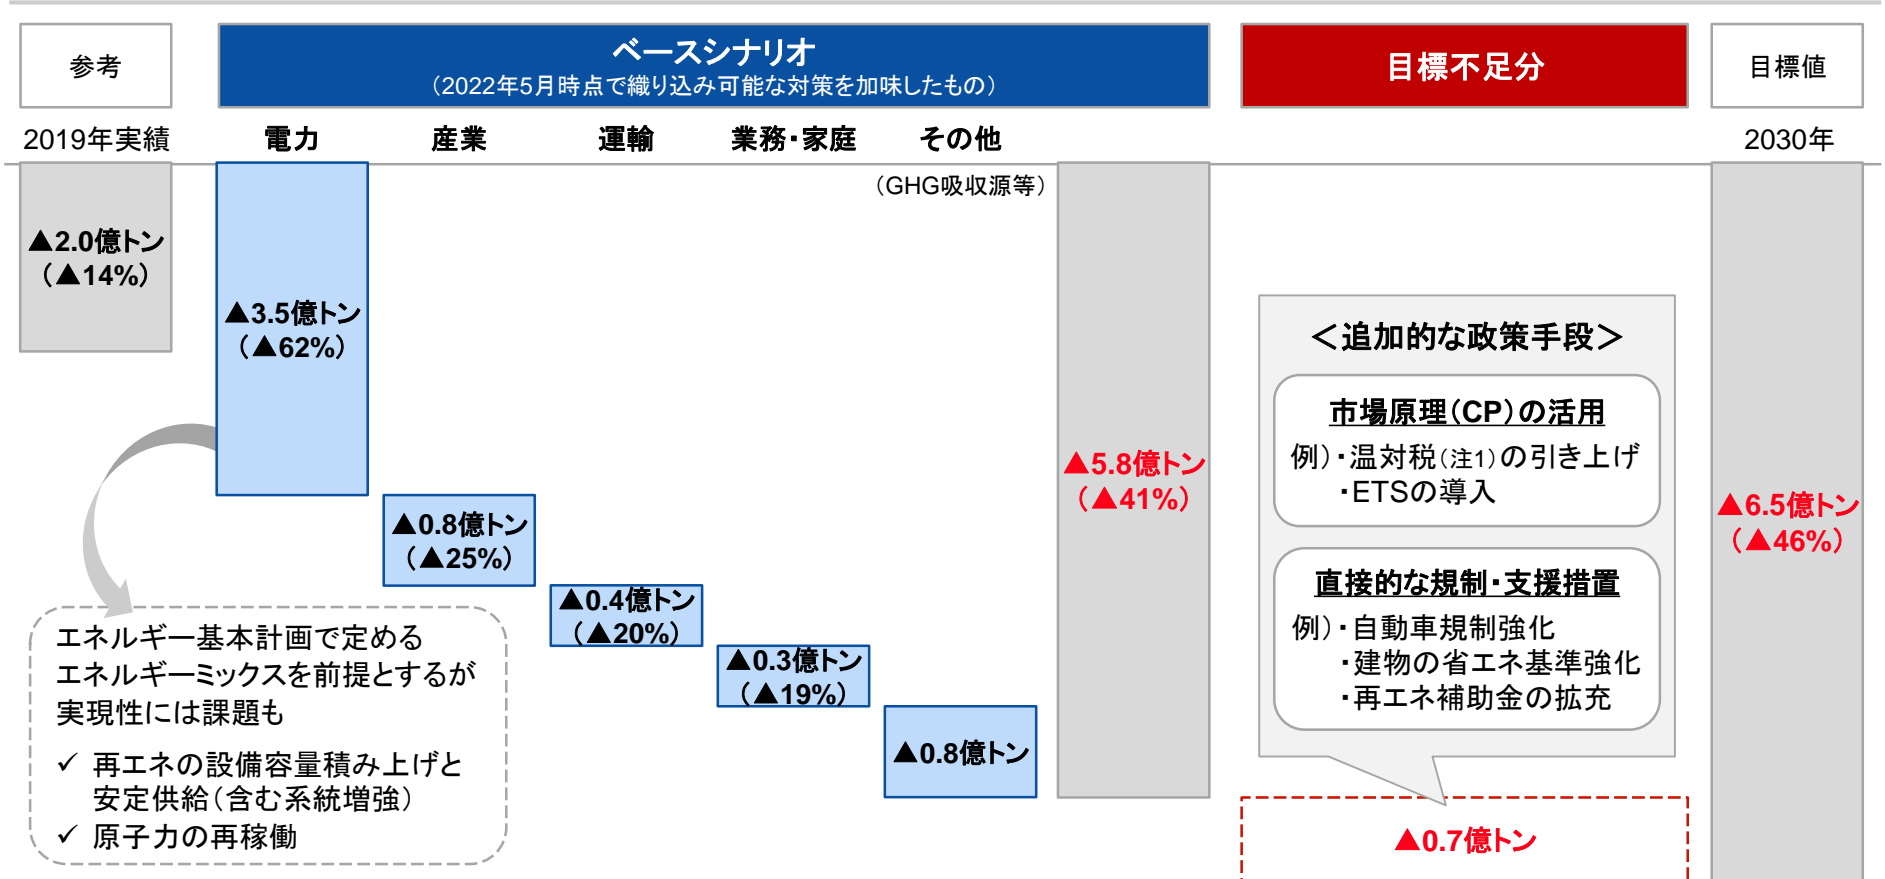 参考
ベースシナリオ
（2022年5月時点で織り込み可能な対策を加味したもの）
目標不足分
目標値
2019年実績
電力
産業
運輸
業務・家庭
その他
2030年
（GHG吸収源等）
▲2.0億トン
（▲14%）
▲3.5億トン
（▲62%）
▲0.8億トン
（▲25%）
▲0.4億トン
（▲20%）
▲0.3億トン
（▲19%）
▲0.8億トン
▲5.8億トン
（▲41%）
＜追加的な政策手段＞
市場原理（CP）の活用
例）・温対税（注1）の引き上げ
・ETSの導入
直接的な規制・支援措置
例）・自動車規制強化
・建物の省エネ基準強化
・再エネ補助金の拡充
▲0.7億トン
▲6.5億トン
（▲46%）
エネルギー基本計画で定める
エネルギーミックスを前提とするが
実現性には課題も
✓ 再エネの設備容量積み上げと
安定供給（含む系統増強）
✓ 原子力の再稼働